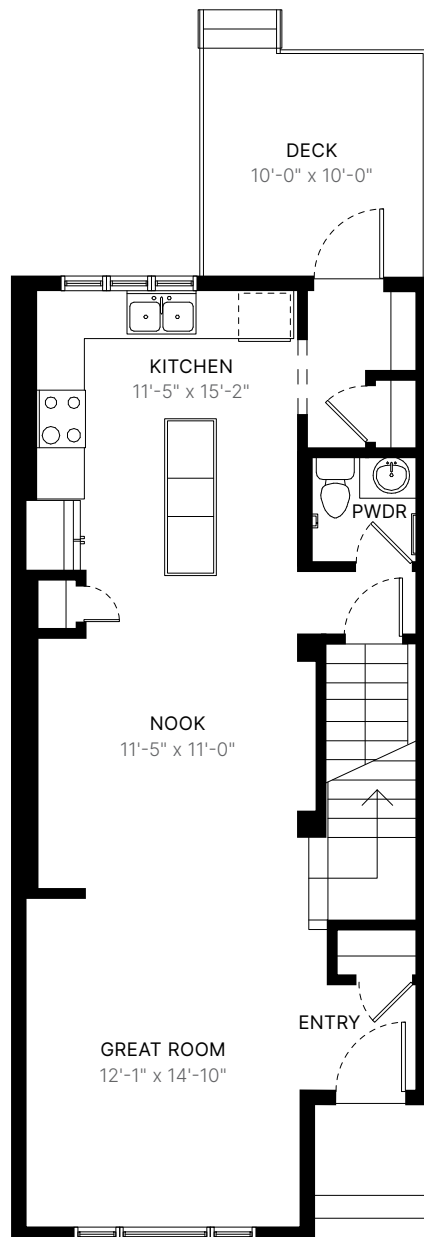 DECK
10'-0" x 10'-0"
KITCHEN
11'-5" x 15'-2"
PWDR
NOOK
11'-5" x 11'-0"
ENTRY
GREAT ROOM
12'-1" x 14'-10"